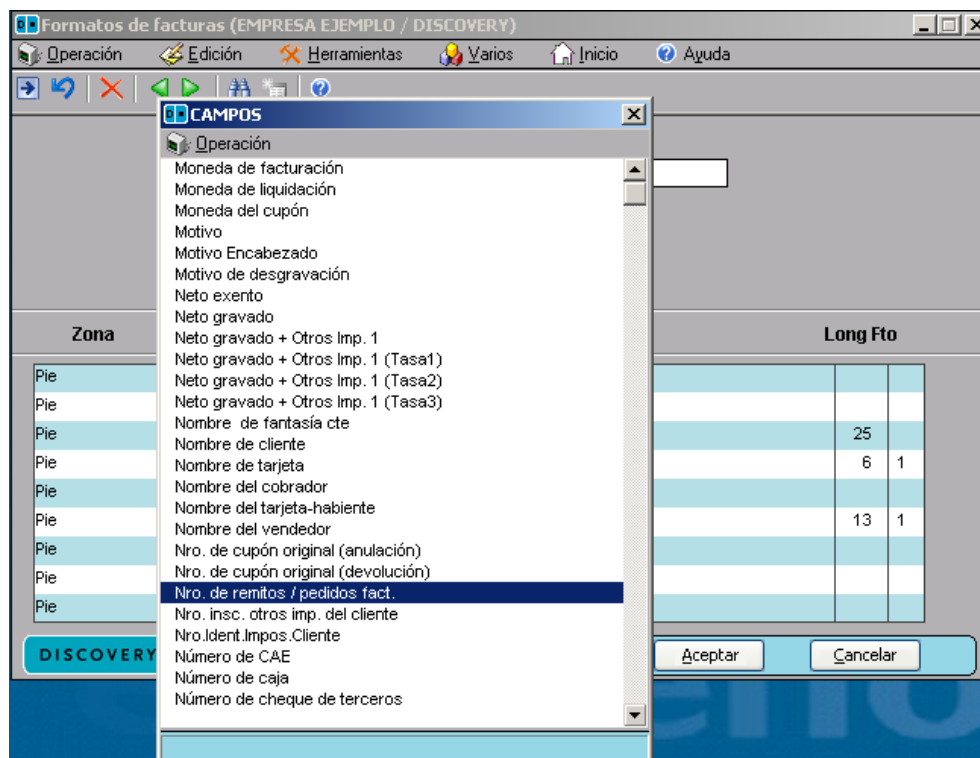 Formatos de facturas (EMPRESA EJEMPLO / DISCOVERY)
Operación Edición Herramientas Varios Inicio Ayuda
CAMPOS
Operación
Moneda de facturación
Moneda de liquidación
Moneda del cupón
Motivo
Motivo Encabezado
Motivo de desgravación
Neto exento
Neto gravado
Neto gravado + Otros Imp. 1
Neto gravado + Otros Imp. 1 (Tasa1)
Neto gravado + Otros Imp. 1 (Tasa2)
Neto gravado + Otros Imp. 1 (Tasa3)
Nombre de fantasía cte
Nombre de cliente
Nombre de tarjeta
Nombre del cobrador
Nombre del tarjeta-habiente
Nombre del vendedor
Nro. de cupón original (anulación)
Nro. de cupón original (devolución)
Nro. de remitos / pedidos fact.
Nro. insc. otros imp. del cliente
Nro.Ident.Impos.Cliente
Número de CAE
Número de caja
Número de cheque de terceros
Zona Long Fto
Pie
Pie
Pie 25
Pie 6 1
Pie
Pie 13 1
Pie
Pie
Pie
DISCOVERY Aceptar Cancelar